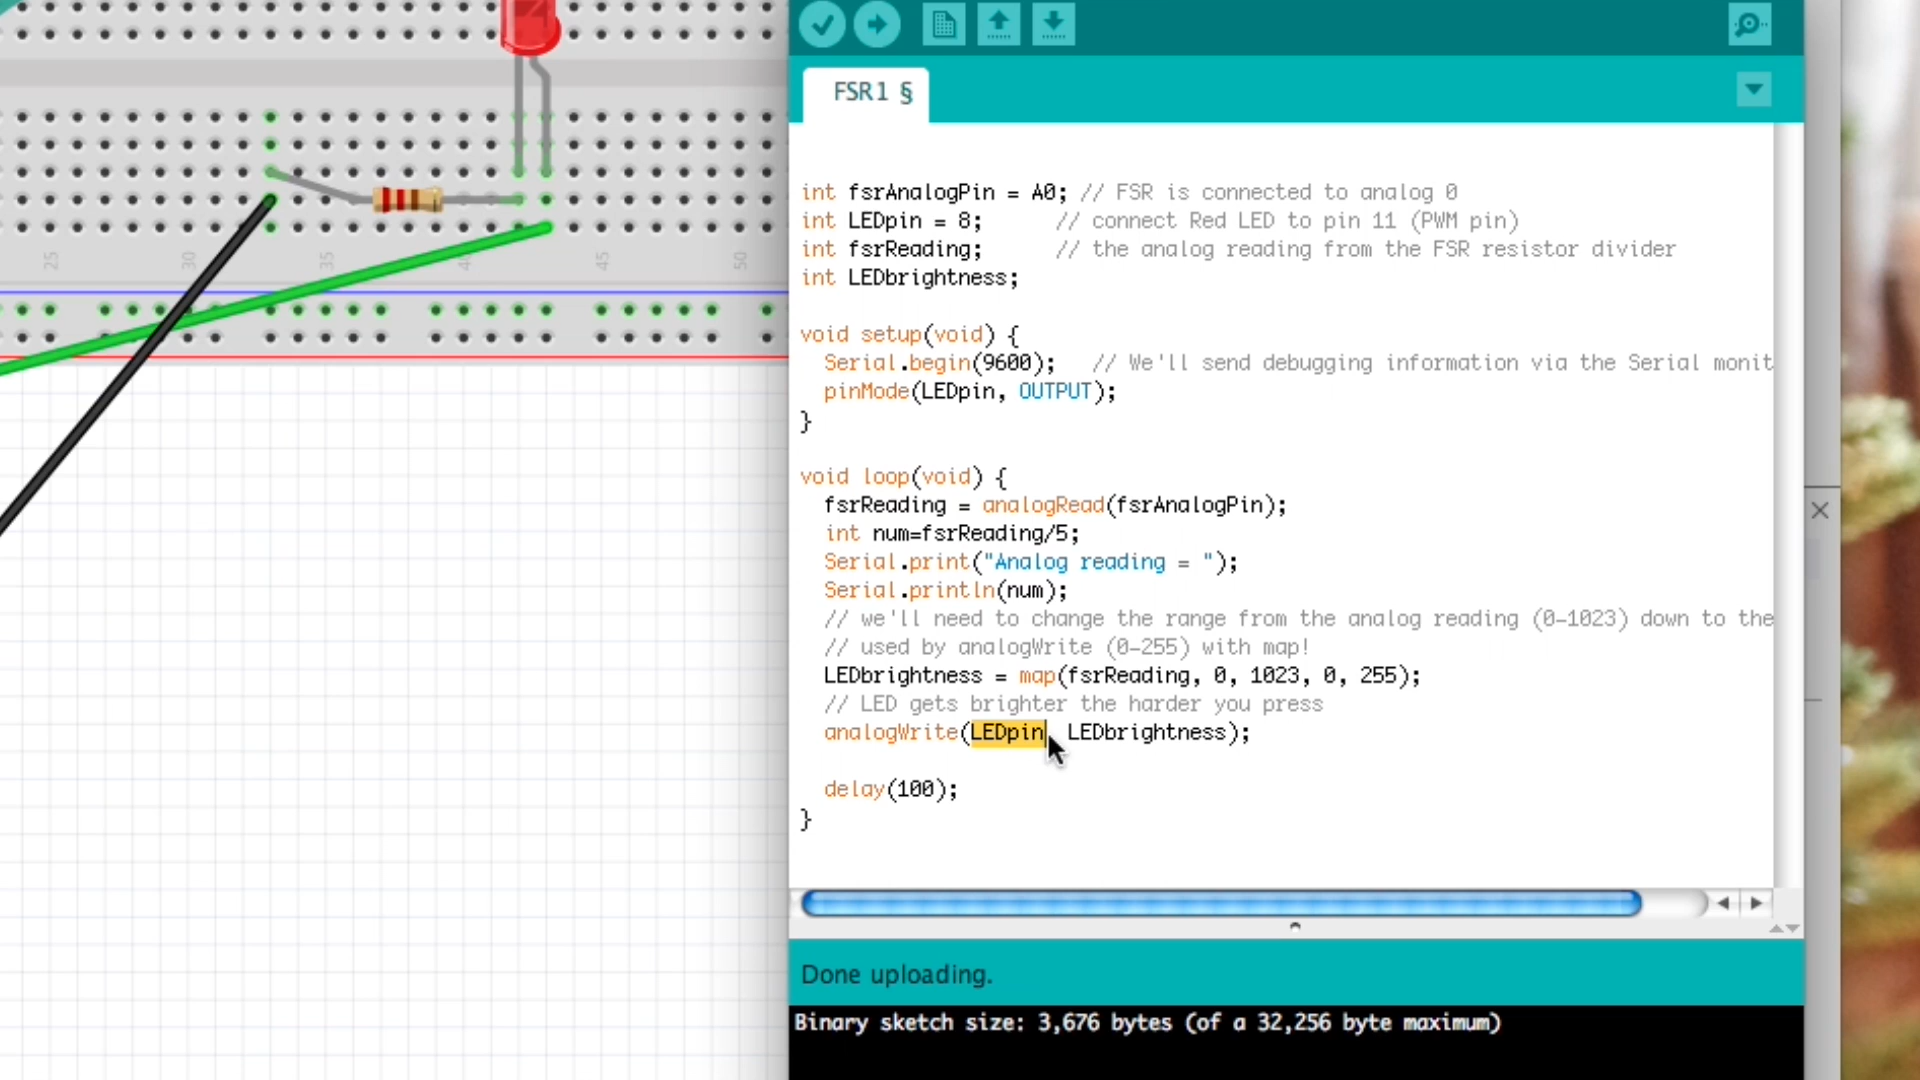 FSR1 §
int fsrAnalogPin = A0; // FSR is connected to analog 0
int LEDpin = 8;      // connect Red LED to pin 11 (PWM pin)
int fsrReading;      // the analog reading from the FSR resistor divider
int LEDbrightness;
void setup(void) {
  Serial.begin(9600);   // We'll send debugging information via the Serial monit
  pinMode(LEDpin, OUTPUT);
}
void loop(void) {
  fsrReading = analogRead(fsrAnalogPin);
  int num=fsrReading/5;
  Serial.print("Analog reading = ");
  Serial.println(num);
  // we'll need to change the range from the analog reading (0-1023) down to the
  // used by analogWrite (0-255) with map!
  LEDbrightness = map(fsrReading, 0, 1023, 0, 255);
  // LED gets brighter the harder you press
  analogWrite(LEDpin, LEDbrightness);
  delay(100);
}
Done uploading.
Binary sketch size: 3,676 bytes (of a 32,256 byte maximum)
25 30 35 40 45 50